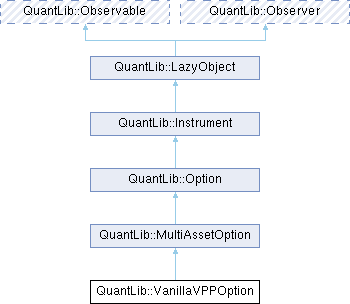 QuantLib::Observable
QuantLib::Observer
QuantLib::LazyObject
QuantLib::Instrument
QuantLib::Option
QuantLib::MultiAssetOption
QuantLib::VanillaVPPOption